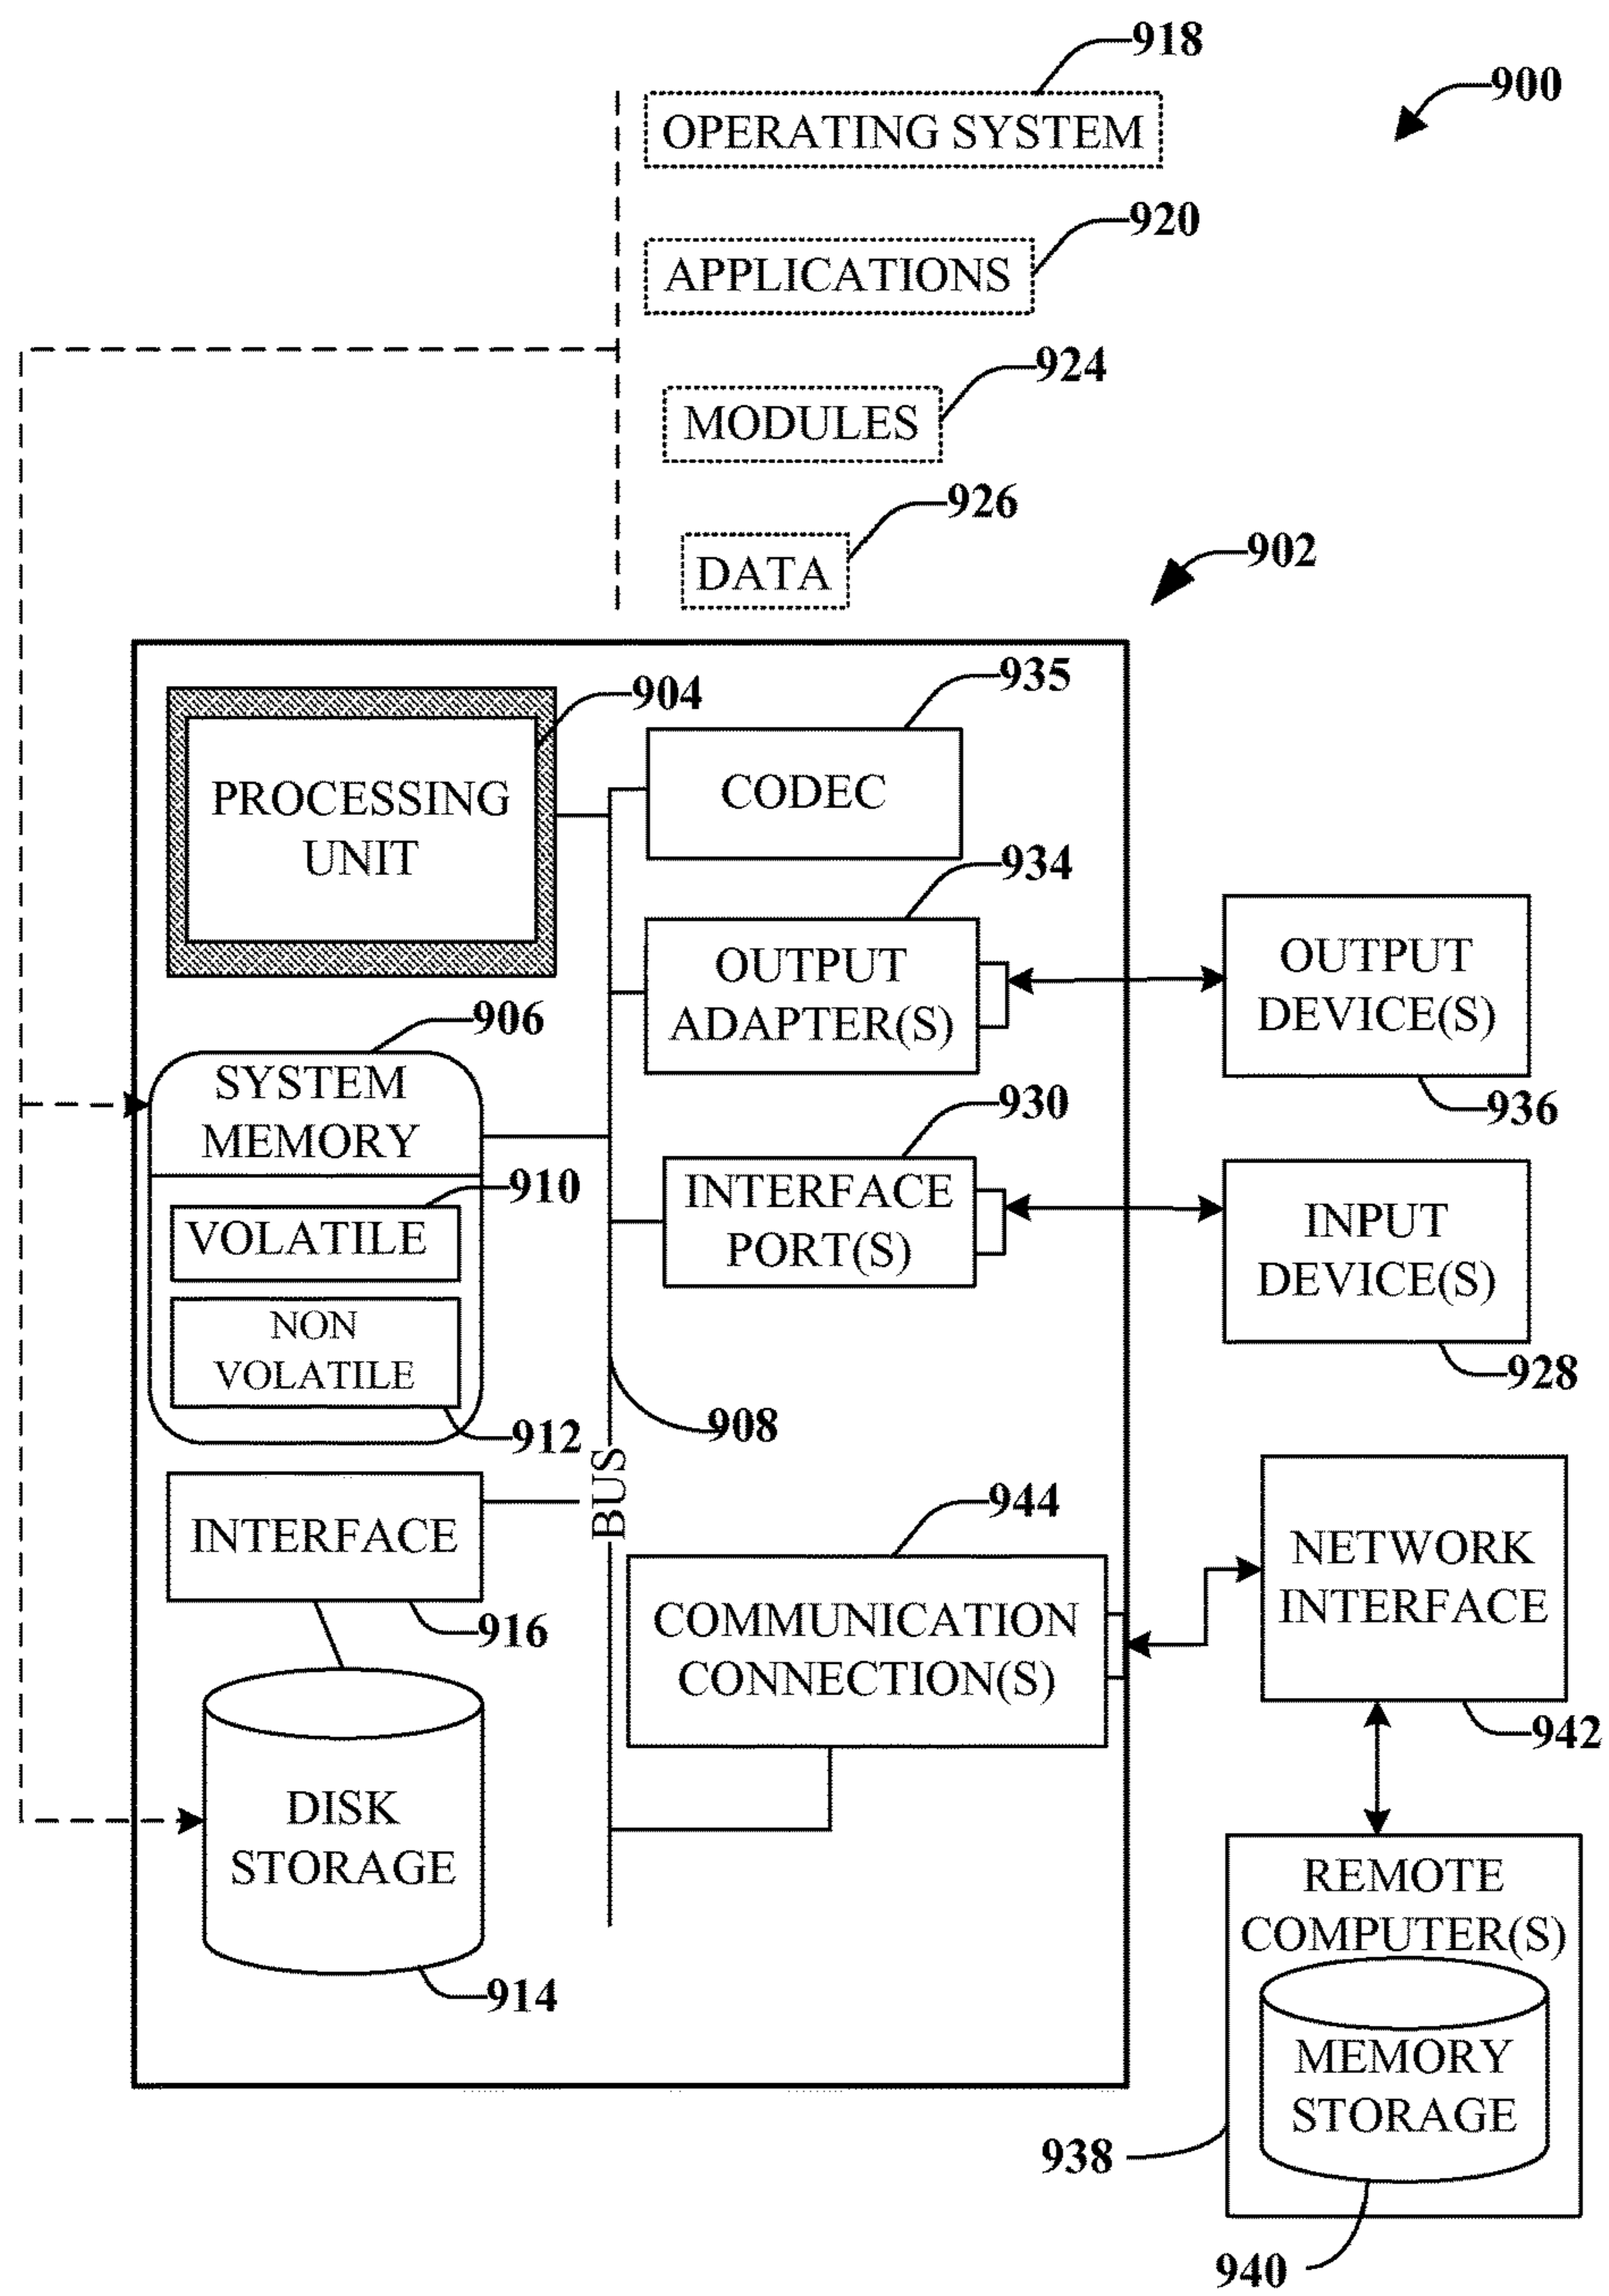 918
900
OPERATING SYSTEM
920
APPLICATIONS
924
MODULES
926
DATA
902
935
904
PROCESSING
UNIT
CODEC
934
OUTPUT
ADAPTER(S)
OUTPUT
DEVICE(S)
936
906
SYSTEM
MEMORY
930
INTERFACE
PORT(S)
INPUT
DEVICE(S)
928
910
VOLATILE
NON
VOLATILE
912
908
BUS
INTERFACE
916
944
COMMUNICATION
CONNECTION(S)
NETWORK
INTERFACE
942
DISK
STORAGE
914
REMOTE
COMPUTER(S)
MEMORY
STORAGE
938
940